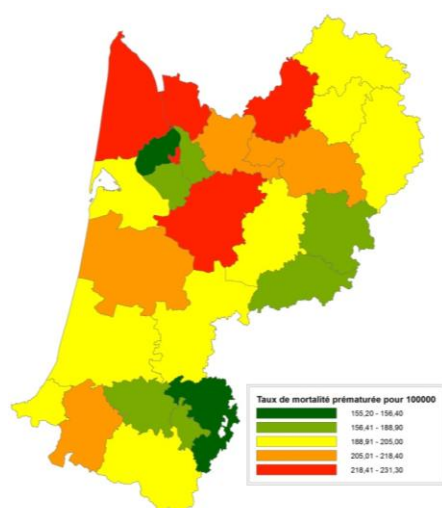 Taux de mortalité prématurée pour 100000
155,20 - 156,40
156,41 - 188,90
188,91 - 205,00
205,01 - 218,40
218,41 - 231,30